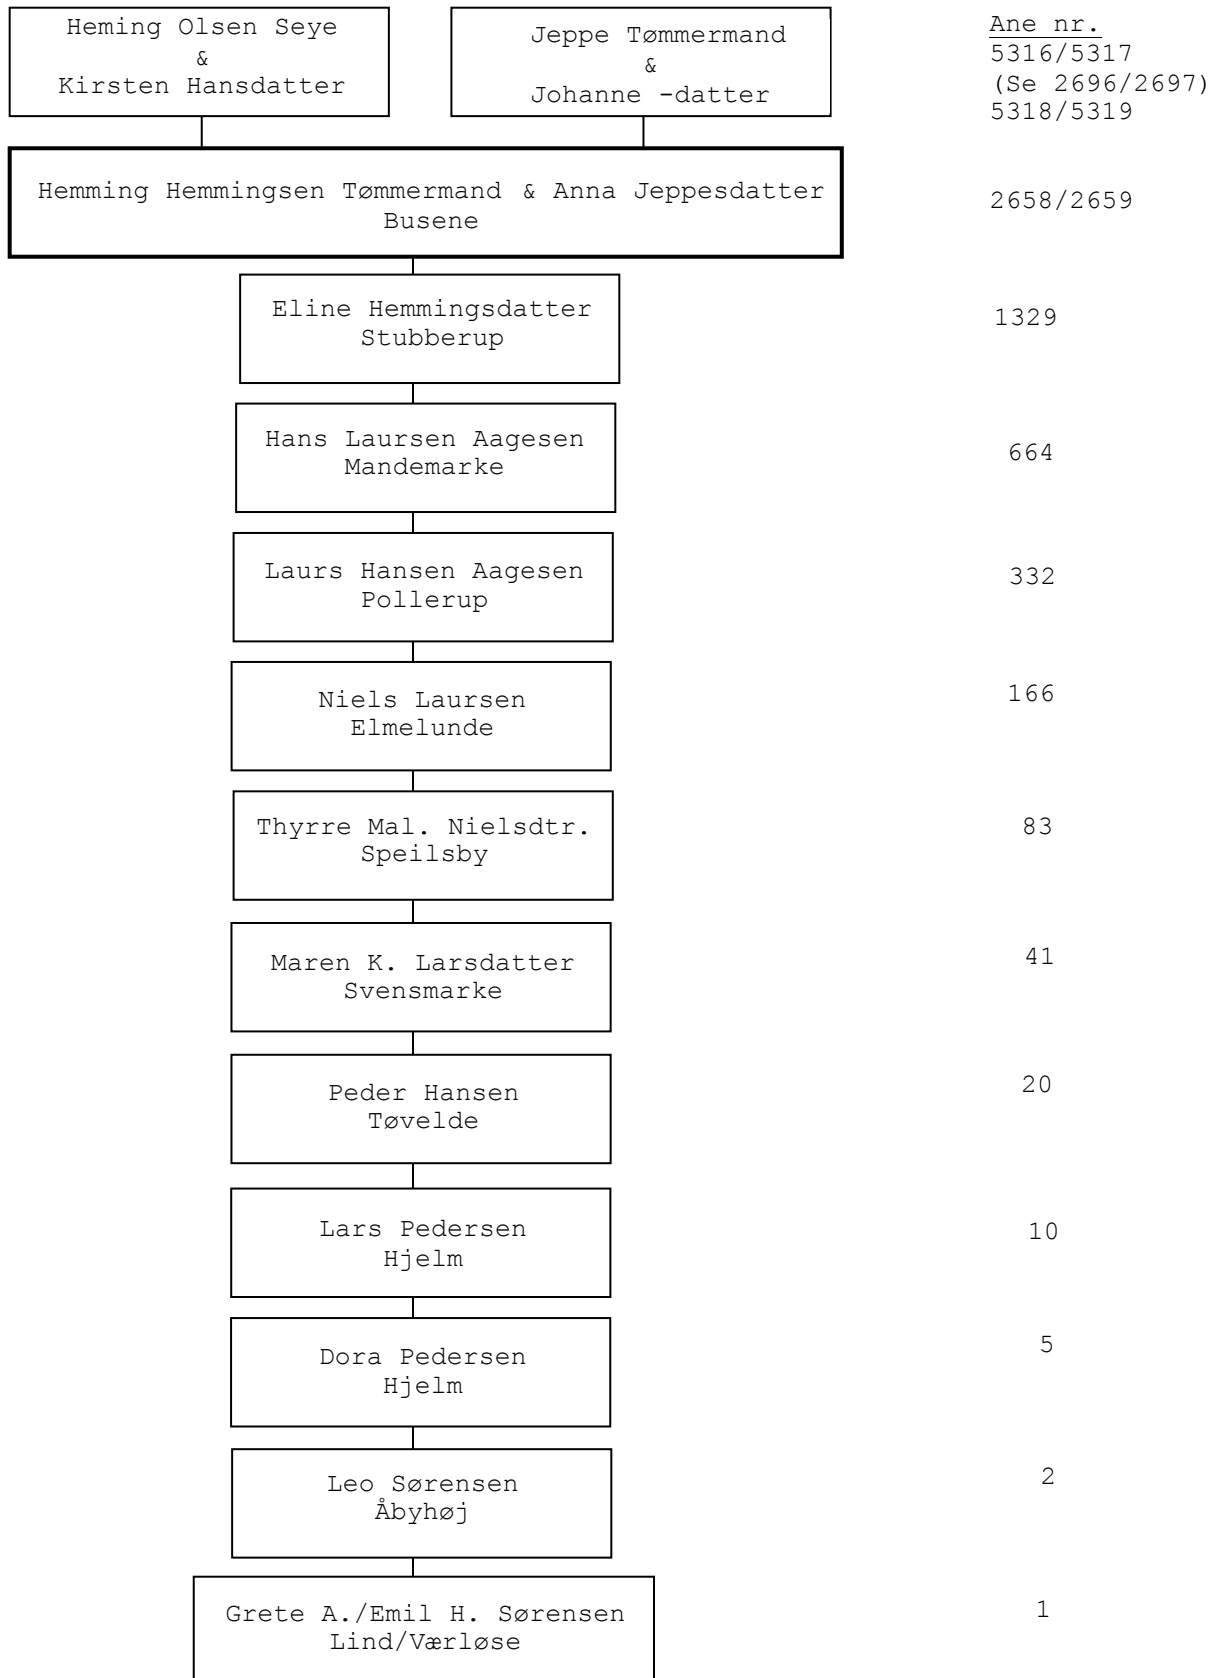 Heming Olsen Seye
&
Kirsten Hansdatter
Jeppe Tømmermand
&
Johanne -datter
Ane nr.
5316/5317
(Se 2696/2697)
5318/5319
Hemming Hemmingsen Tømmermand & Anna Jeppesdatter
Busene
2658/2659
Eline Hemmingsdatter
Stubberup
1329
Hans Laursen Aagesen
Mandemarke
664
Laurs Hansen Aagesen
Pollerup
332
Niels Laursen
Elmelunde
166
Thyrre Mal. Nielsdtr.
Speilsby
83
Maren K. Larsdatter
Svensmarke
41
Peder Hansen
Tøvelde
20
Lars Pedersen
Hjelm
10
Dora Pedersen
Hjelm
5
Leo Sørensen
Åbyhøj
2
Grete A./Emil H. Sørensen
Lind/Værløse
1